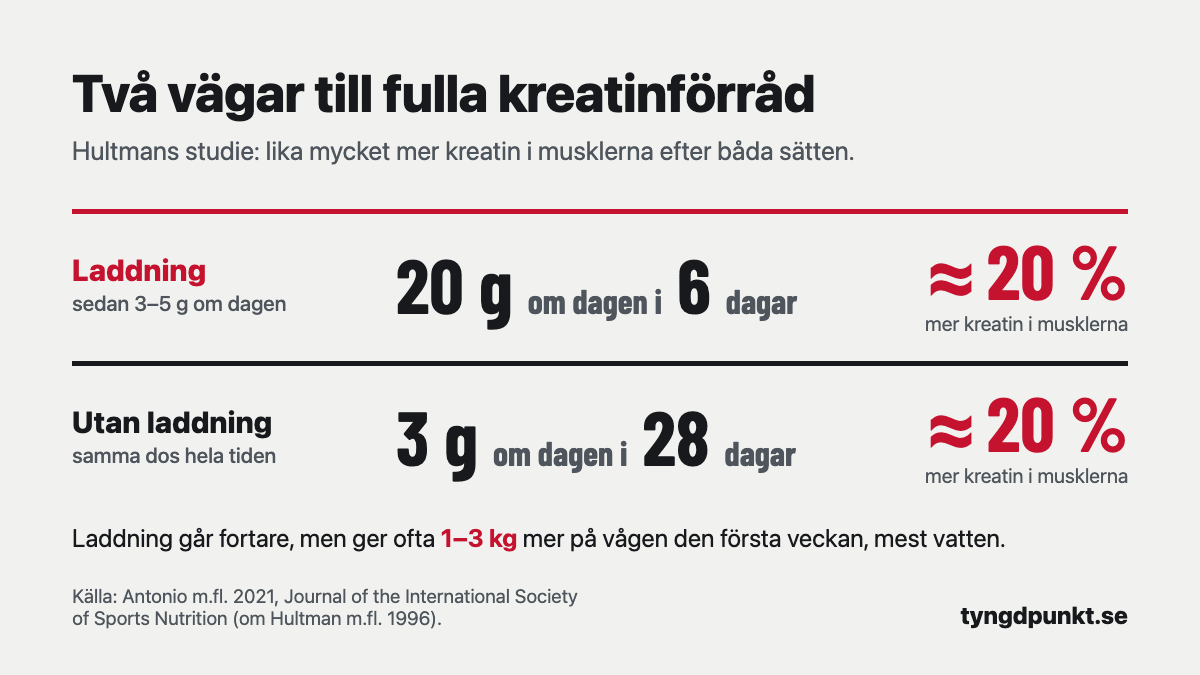 Två vägar till fulla kreatinförråd
Hultmans studie: lika mycket mer kreatin i musklerna efter båda sätten.
Laddning
sedan 3–5 g om dagen
20 g om dagen i 6 dagar
≈ 20 %
mer kreatin i musklerna
Utan laddning
samma dos hela tiden
3 g om dagen i 28 dagar
≈ 20 %
mer kreatin i musklerna
Laddning går fortare, men ger ofta 1–3 kg mer på vågen den första veckan, mest vatten.
Källa: Antonio m.fl. 2021, Journal of the International Society
of Sports Nutrition (om Hultman m.fl. 1996).
tyngdpunkt.se